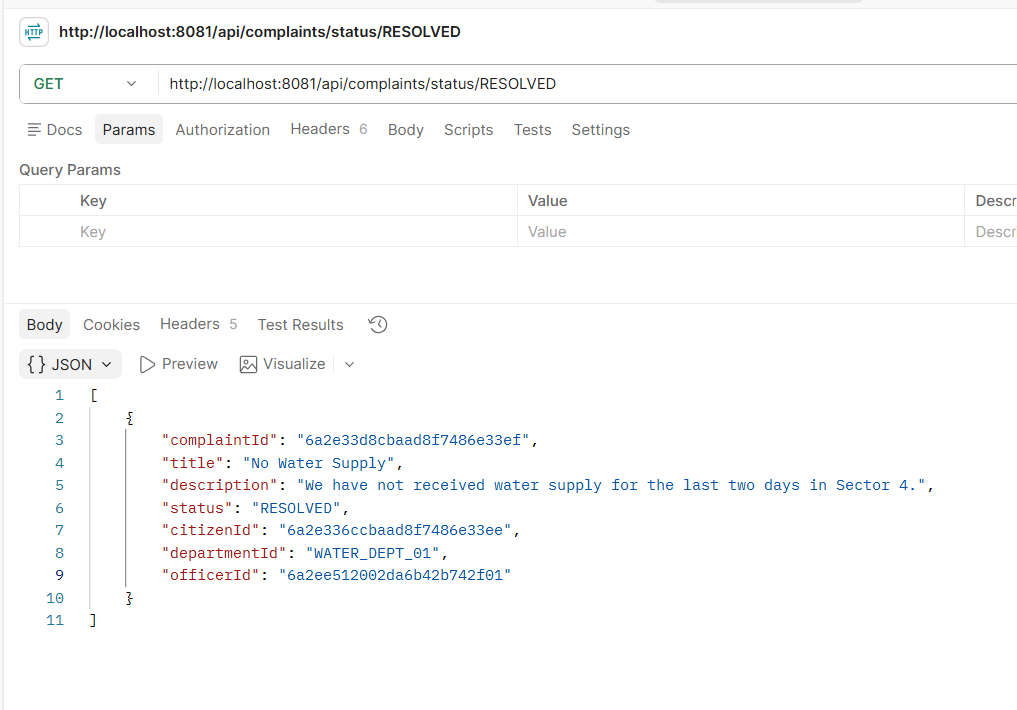 HTTP http://localhost:8081/api/complaints/status/RESOLVED
GET http://localhost:8081/api/complaints/status/RESOLVED
Docs Params Authorization Headers 6 Body Scripts Tests Settings
Query Params
Key Value Descr
Key Value Descr
Body Cookies Headers 5 Test Results
{} JSON Preview Visualize
1 [
2 {
3 "complaintId": "6a2e33d8cbaad8f7486e33ef",
4 "title": "No Water Supply",
5 "description": "We have not received water supply for the last two days in Sector 4.",
6 "status": "RESOLVED",
7 "citizenId": "6a2e336ccbaad8f7486e33ee",
8 "departmentId": "WATER_DEPT_01",
9 "officerId": "6a2ee512002da6b42b742f01"
10 }
11 ]